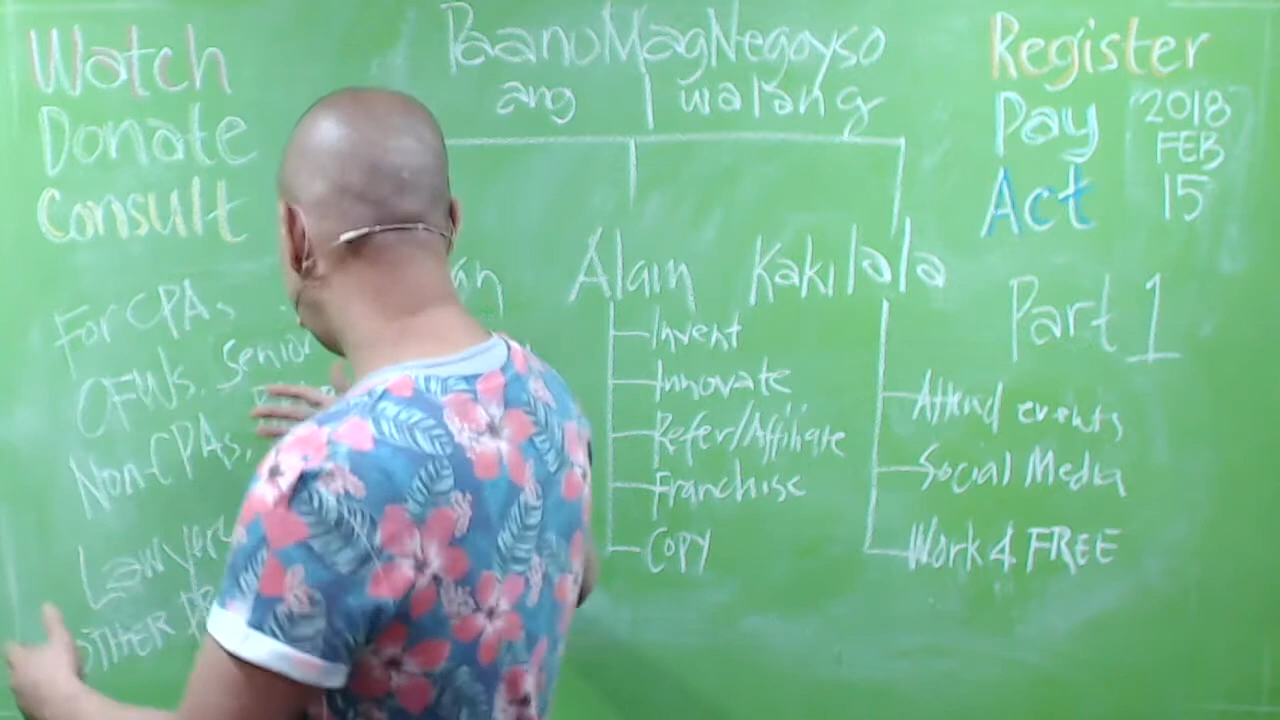 Watch
Donate
Consult
For CPAs
OFWs. Senior
Non-CPAs,
Lawyers
OTHER
PaanoMagNegoyso
ang walang
Alam
Invent
Innovate
Refer/Affiliate
Franchise
COPY
Kakilala
Attend events
Social Media
Work 4 FREE
Register
Pay
Act
2018
FEB
15
Part 1